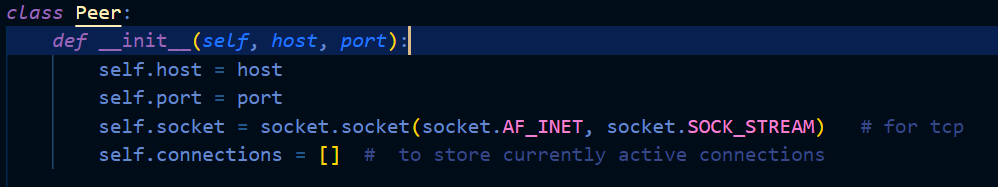 class Peer:
    def __init__(self, host, port):
        self.host = host
        self.port = port
        self.socket = socket.socket(socket.AF_INET, socket.SOCK_STREAM)   # for tcp
        self.connections = []  #  to store currently active connections